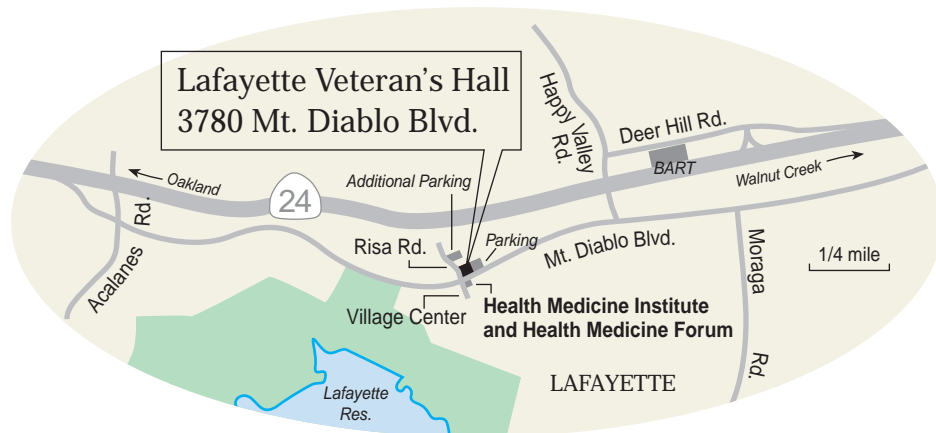 Lafayette Veteran's Hall
3780 Mt. Diablo Blvd.
Happy Valley
Rd.
Deer Hill Rd.
BART
Walnut Creek
Oakland
24
Additional Parking
Acalanes
Rd.
Risa Rd.
Parking
Mt. Diablo Blvd.
Moraga
Rd.
1/4 mile
Village Center
Health Medicine Institute
and Health Medicine Forum
Lafayette
Res.
LAFAYETTE